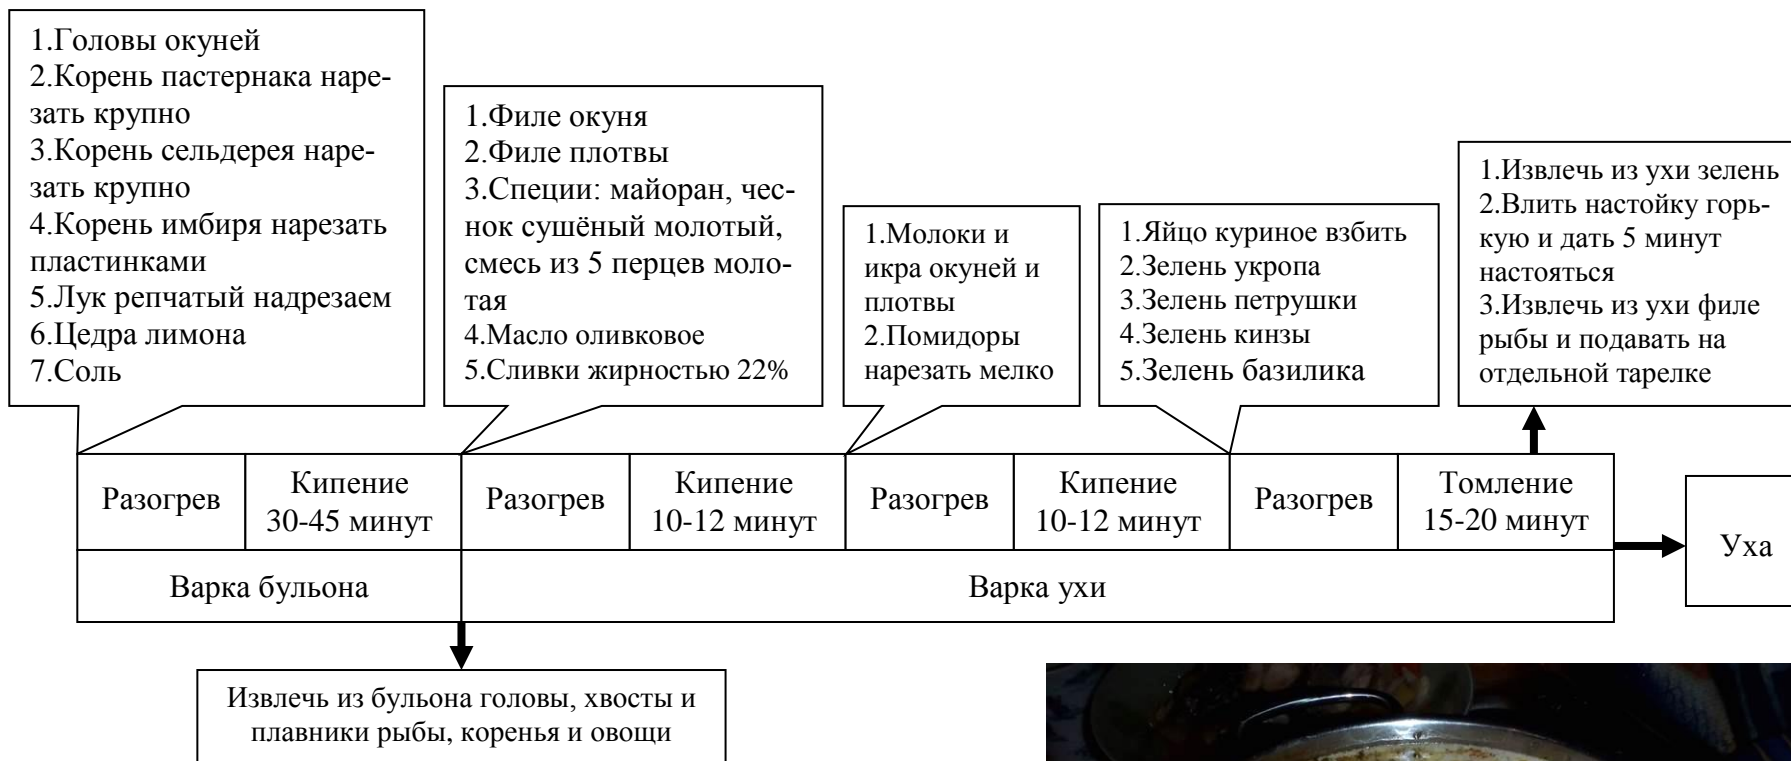 1.Головы окуней
2.Корень пастернака наре-
зать крупно
3.Корень сельдерея наре-
зать крупно
4.Корень имбиря нарезать
пластинками
5.Лук репчатый надрезаем
6.Цедра лимона
7.Соль
1.Филе окуня
2.Филе плотвы
3.Специи: майоран, чес-
нок сушёный молотый,
смесь из 5 перцев моло-
тая
4.Масло оливковое
5.Сливки жирностью 22%
1.Молоки и
икра окуней и
плотвы
2.Помидоры
нарезать мелко
1.Яйцо куриное взбить
2.Зелень укропа
3.Зелень петрушки
4.Зелень кинзы
5.Зелень базилика
1.Извлечь из ухи зелень
2.Влить настойку горь-
кую и дать 5 минут
настояться
3.Извлечь из ухи филе
рыбы и подавать на
отдельной тарелке
Разогрев
Кипение
30-45 минут
Разогрев
Кипение
10-12 минут
Разогрев
Кипение
10-12 минут
Разогрев
Томление
15-20 минут
Варка бульона
Варка ухи
Уха
Извлечь из бульона головы, хвосты и
плавники рыбы, коренья и овощи